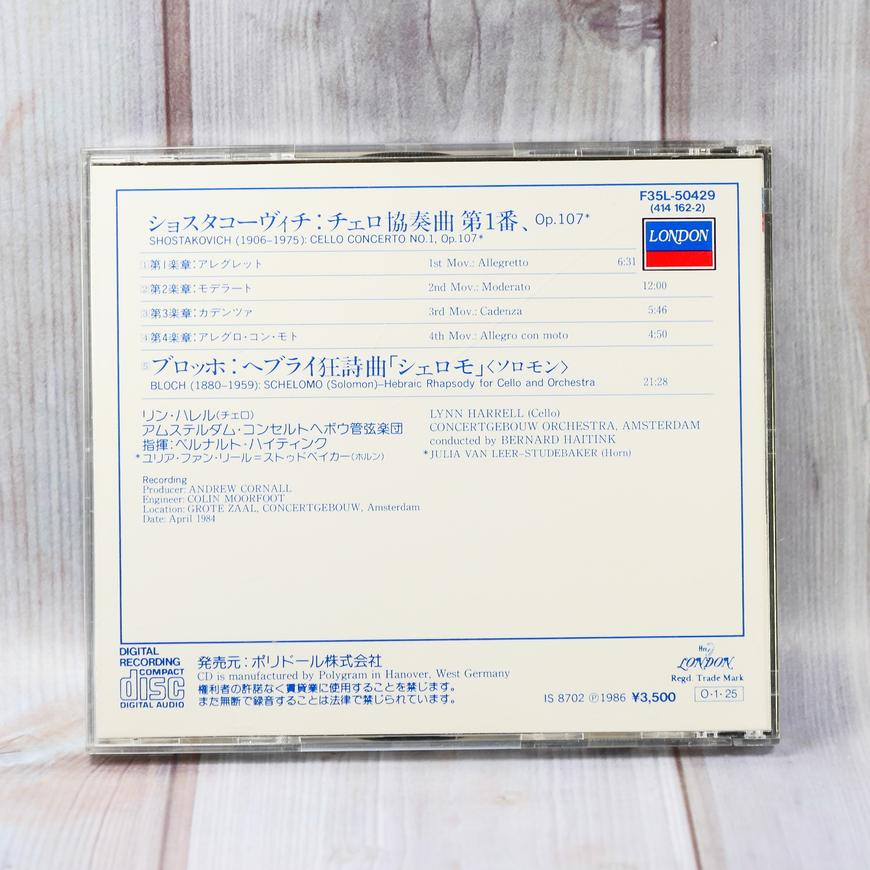 F35L-50429
(414 162-2)
LONDON
ショスタコーヴィチ：チェロ協奏曲 第1番、Op.107*
SHOSTAKOVICH (1906-1975): CELLO CONCERTO NO.1, Op.107*
1 第1楽章：アレグレット 1st Mov.: Allegretto 6:31
2 第2楽章：モデラート 2nd Mov.: Moderato 12:00
3 第3楽章：カデンツァ 3rd Mov.: Cadenza 5:46
4 第4楽章：アレグロ・コン・モト 4th Mov.: Allegro con moto 4:50
5 ブロッホ：ヘブライ狂詩曲「シェロモ」〈ソロモン〉
BLOCH (1880-1959): SCHELOMO (Solomon)–Hebraic Rhapsody for Cello and Orchestra 21:28
リン・ハレル(チェロ) LYNN HARRELL (Cello)
アムステルダム・コンセルトヘボウ管弦楽団 CONCERTGEBOUW ORCHESTRA, AMSTERDAM
指揮：ベルナルト・ハイティンク conducted by BERNARD HAITINK
*ユリア・ファン・リール＝ストゥドベイカー(ホルン) *JULIA VAN LEER–STUDEBAKER (Horn)
Recording
Producer: ANDREW CORNALL
Engineer: COLIN MOORFOOT
Location: GROTE ZAAL, CONCERTGEBOUW, Amsterdam
Date: April 1984
DIGITAL
RECORDING
COMPACT
disc
DIGITAL AUDIO
発売元：ポリドール株式会社
CD is manufactured by Polygram in Hanover, West Germany
権利者の許諾なく賃貸業に使用することを禁じます。
また無断で録音することは法律で禁じられています。
IS 8702 Ⓟ1986 ¥3,500
LONDON
Regd. Trade Mark
O·1·25